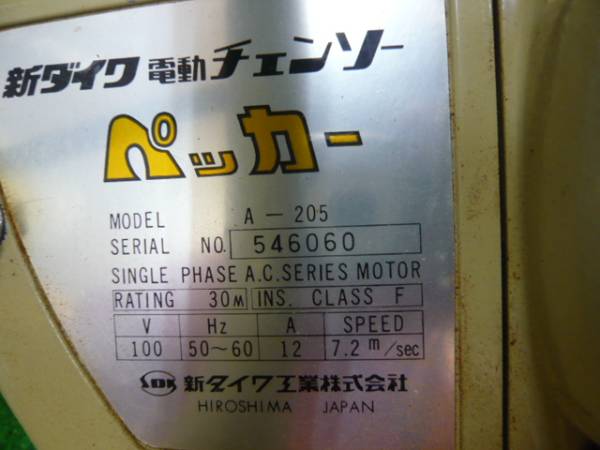 新ダイワ 電動チェンソー
ペッカー
MODEL A-205
SERIAL NO. 546060
SINGLE PHASE A.C. SERIES MOTOR
RATING 30M INS. CLASS F
V Hz A SPEED
100 50~60 12 7.2 m/sec
SDK 新ダイワ工業株式会社
HIROSHIMA JAPAN